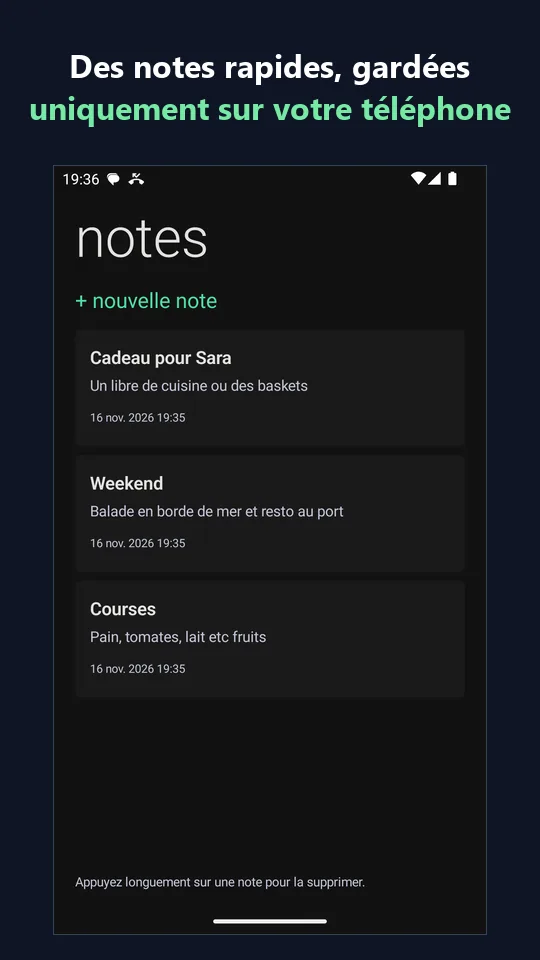 Des notes rapides, gardées
uniquement sur votre téléphone
19:36
notes
+ nouvelle note
Cadeau pour Sara
Un libre de cuisine ou des baskets
16 nov. 2026 19:35
Weekend
Balade en borde de mer et resto au port
16 nov. 2026 19:35
Courses
Pain, tomates, lait etc fruits
16 nov. 2026 19:35
Appuyez longuement sur une note pour la supprimer.